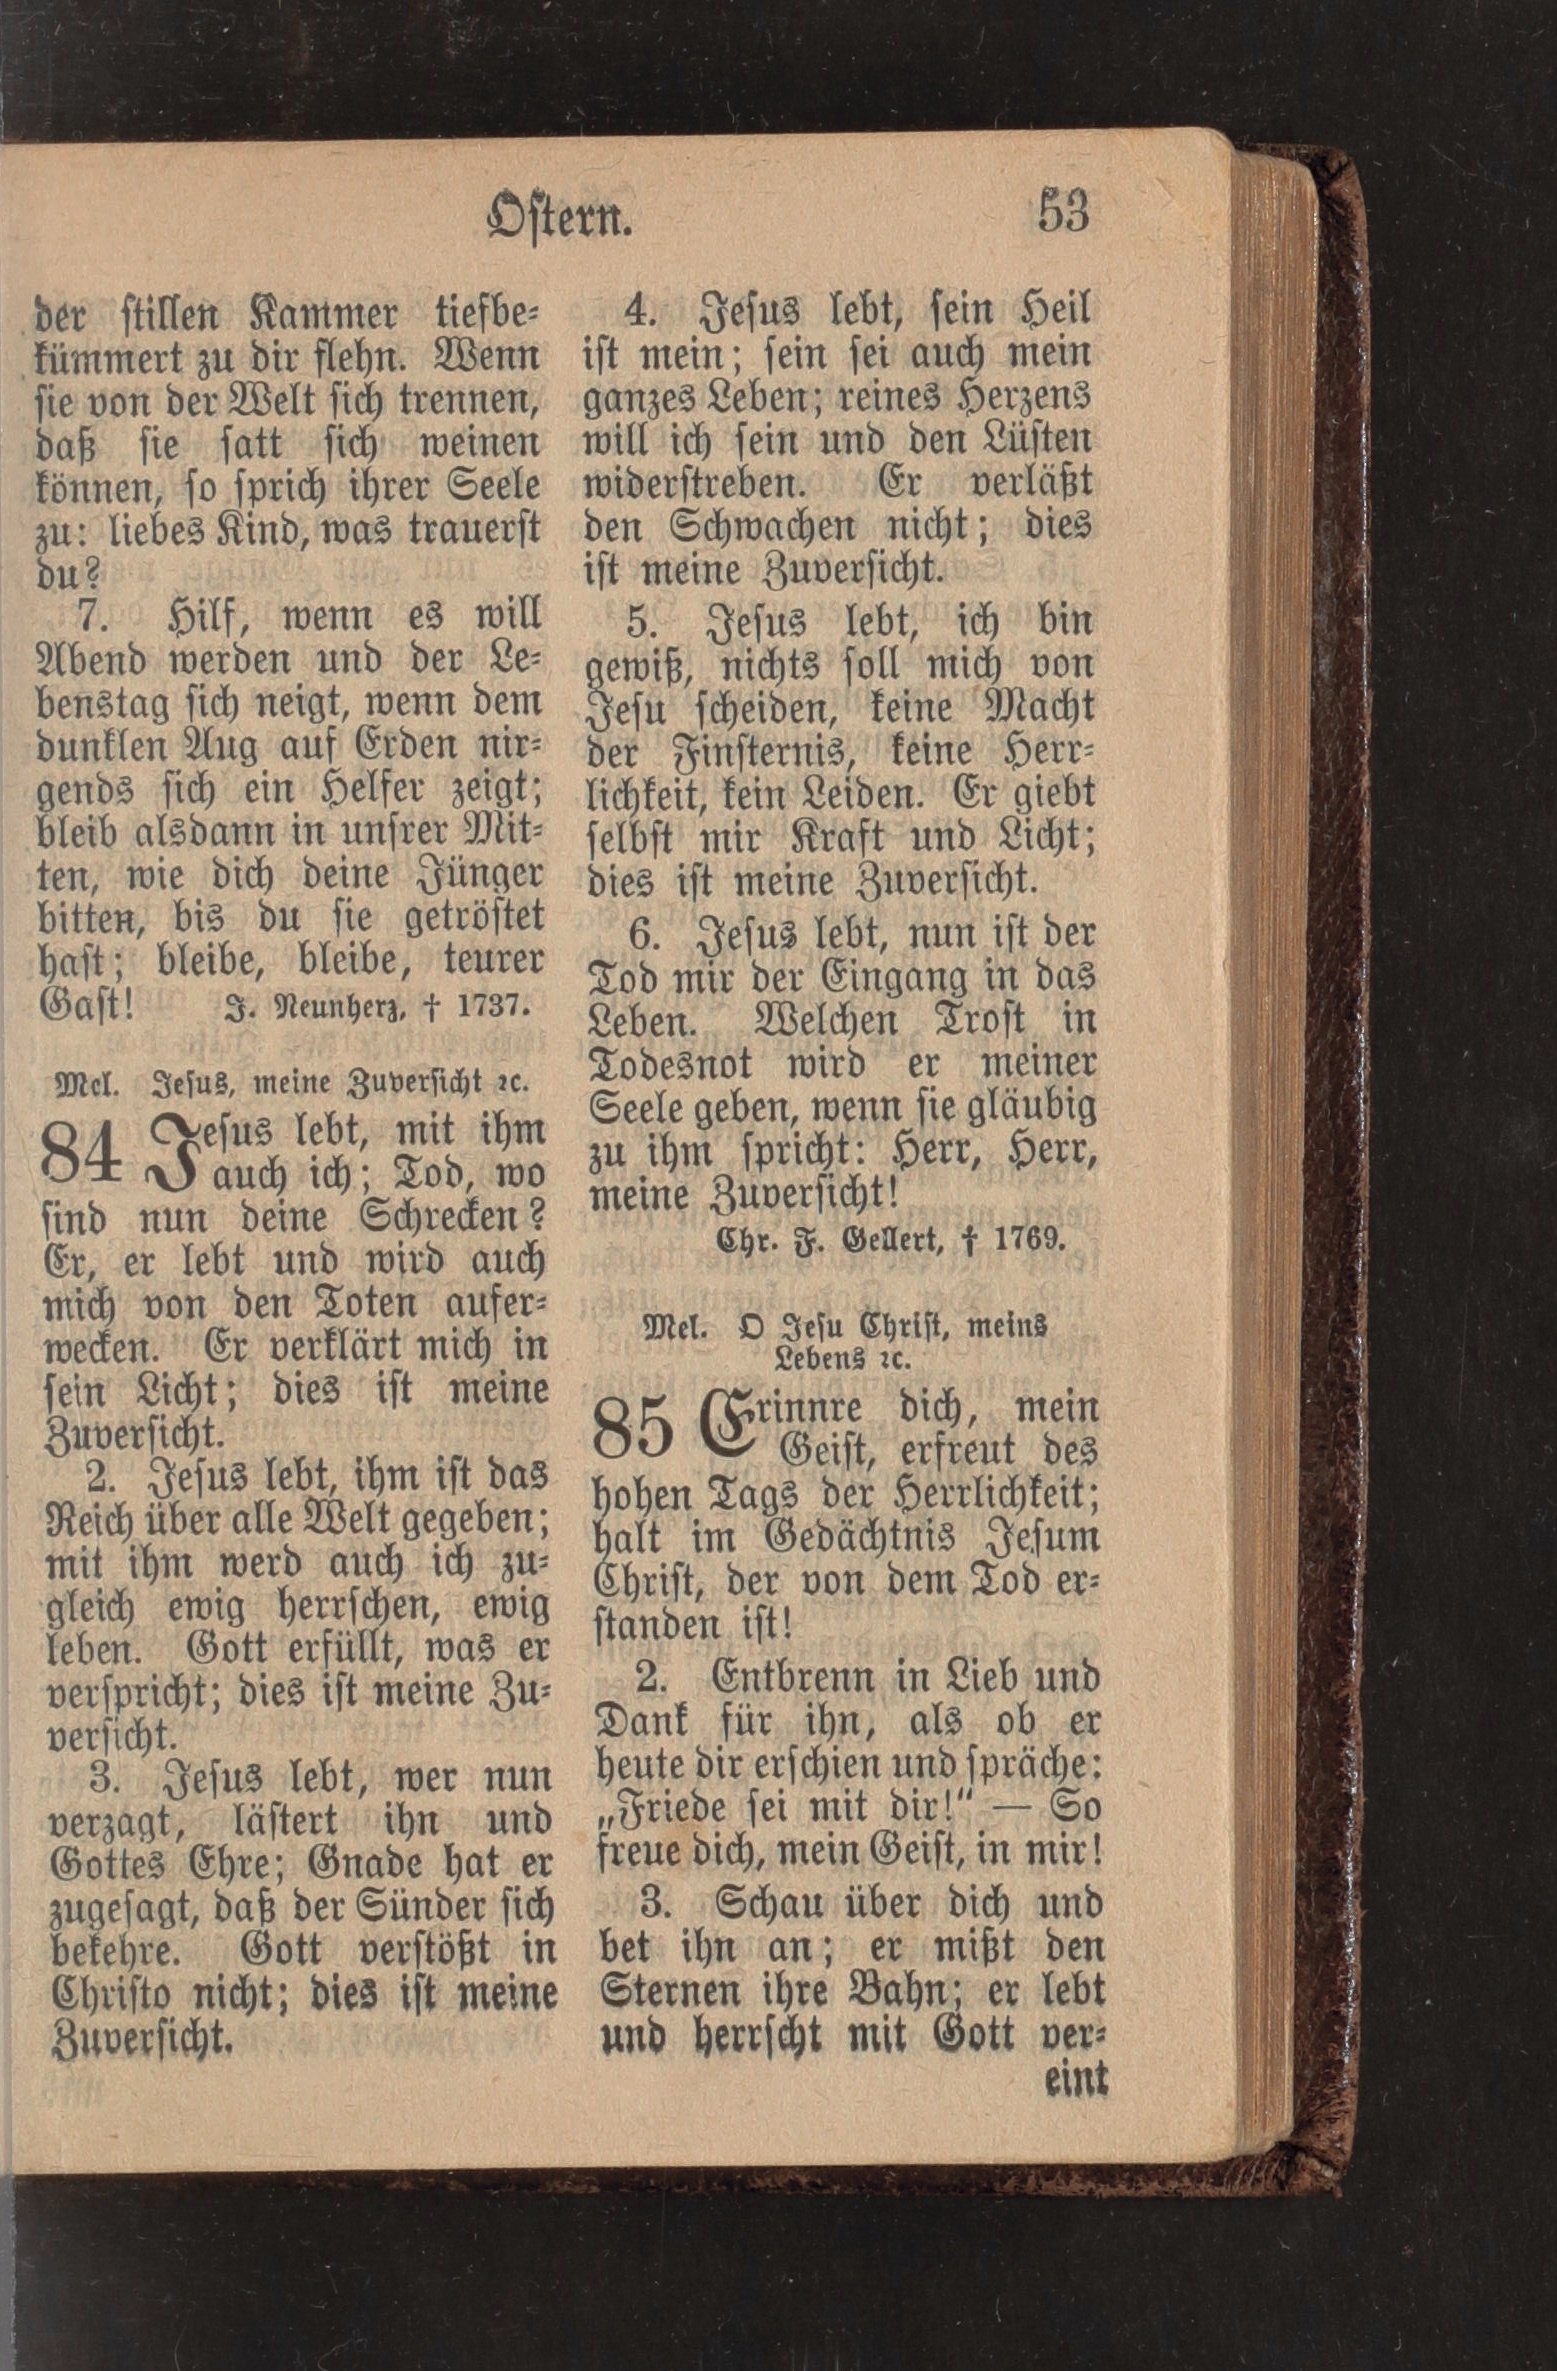 Ostern.
53
der stillen Kammer tiefbe-
kümmert zu dir flehn. Wenn
sie von der Welt sich trennen,
daß sie satt sich weinen
können, so sprich ihrer Seele
zu: liebes Kind, was trauerst
du?
7. Hilf, wenn es will
Abend werden und der Le-
benstag sich neigt, wenn dem
dunklen Aug auf Erden nir-
gends sich ein Helfer zeigt;
bleib alsdann in unsrer Mit-
ten, wie dich deine Jünger
bitten, bis du sie getröstet
hast; bleibe, bleibe, teurer
Gast! J. Neunherz, † 1737.
Mel. Jesus, meine Zuversicht ꝛc.
84 Jesus lebt, mit ihm
auch ich; Tod, wo
sind nun deine Schrecken?
Er, er lebt und wird auch
mich von den Toten aufer-
wecken. Er verklärt mich in
sein Licht; dies ist meine
Zuversicht.
2. Jesus lebt, ihm ist das
Reich über alle Welt gegeben;
mit ihm werd auch ich zu-
gleich ewig herrschen, ewig
leben. Gott erfüllt, was er
verspricht; dies ist meine Zu-
versicht.
3. Jesus lebt, wer nun
verzagt, lästert ihn und
Gottes Ehre; Gnade hat er
zugesagt, daß der Sünder sich
bekehre. Gott verstößt in
Christo nicht; dies ist meine
Zuversicht.
4. Jesus lebt, sein Heil
ist mein; sein sei auch mein
ganzes Leben; reines Herzens
will ich sein und den Lüsten
widerstreben. Er verläßt
den Schwachen nicht; dies
ist meine Zuversicht.
5. Jesus lebt, ich bin
gewiß, nichts soll mich von
Jesu scheiden, keine Macht
der Finsternis, keine Herr-
lichkeit, kein Leiden. Er giebt
selbst mir Kraft und Licht;
dies ist meine Zuversicht.
6. Jesus lebt, nun ist der
Tod mir der Eingang in das
Leben. Welchen Trost in
Todesnot wird er meiner
Seele geben, wenn sie gläubig
zu ihm spricht: Herr, Herr,
meine Zuversicht!
Chr. F. Gellert, † 1769.
Mel. O Jesu Christ, meins
Lebens ꝛc.
85 Erinnre dich, mein
Geist, erfreut des
hohen Tags der Herrlichkeit;
halt im Gedächtnis Jesum
Christ, der von dem Tod er-
standen ist!
2. Entbrenn in Lieb und
Dank für ihn, als ob er
heute dir erschien und spräche:
„Friede sei mit dir!“ — So
freue dich, mein Geist, in mir!
3. Schau über dich und
bet ihn an; er mißt den
Sternen ihre Bahn; er lebt
und herrscht mit Gott ver-
eint